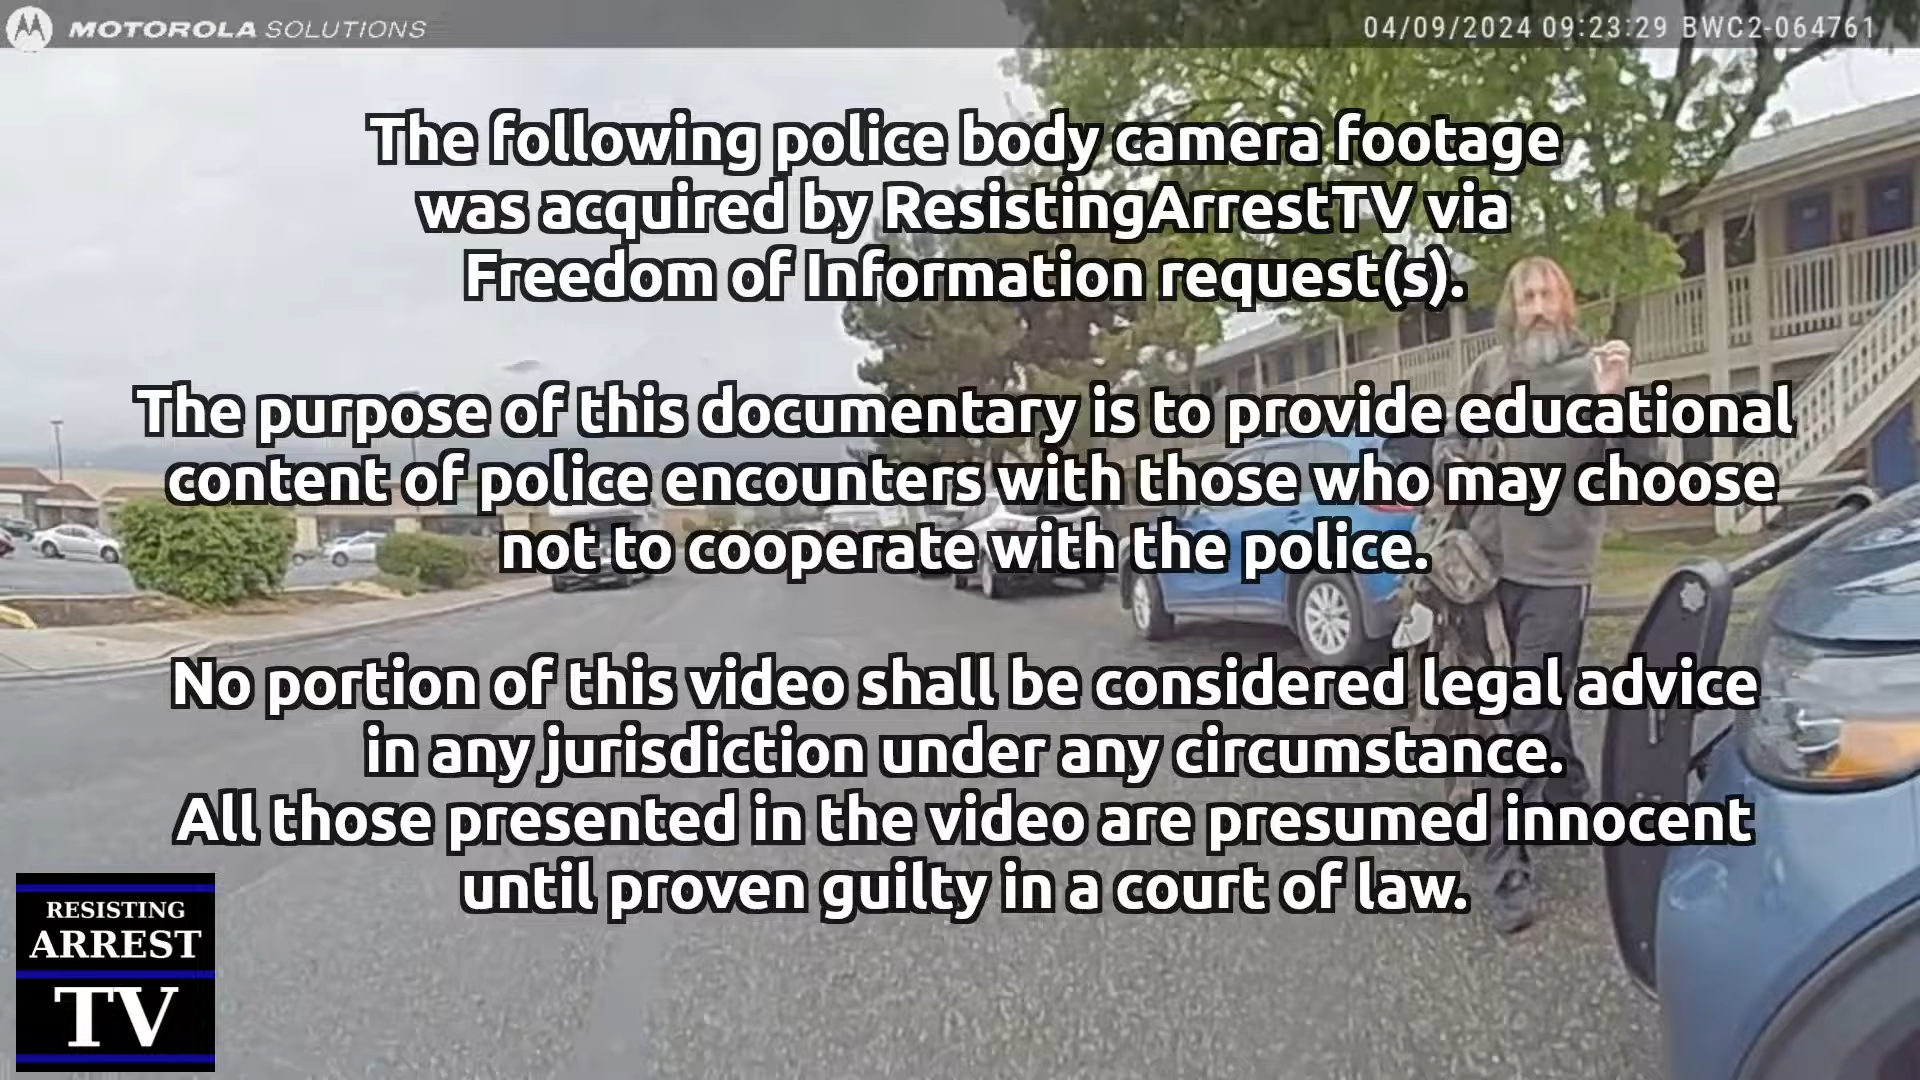 MOTOROLA SOLUTIONS
04/09/2024 09:23:29 BWC2-064761
The following police body camera footage
was acquired by ResistingArrestTV via
Freedom of Information request(s).
The purpose of this documentary is to provide educational
content of police encounters with those who may choose
not to cooperate with the police.
No portion of this video shall be considered legal advice
in any jurisdiction under any circumstance.
All those presented in the video are presumed innocent
until proven guilty in a court of law.
RESISTING
ARREST
TV